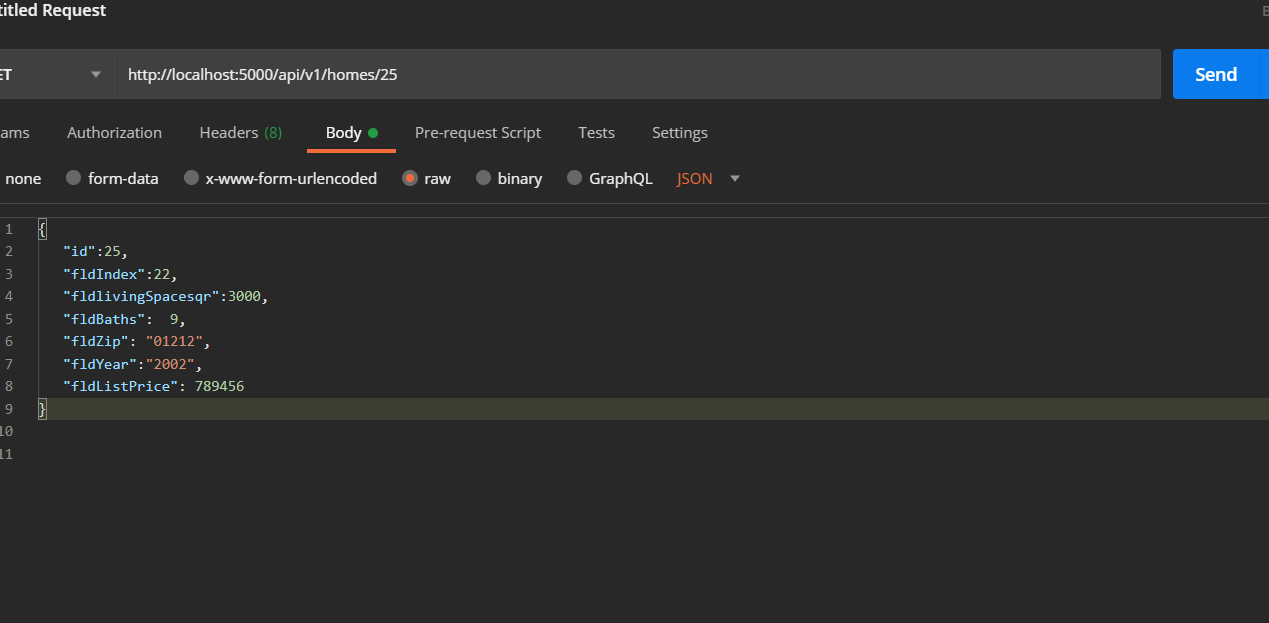 titled Request
ET http://localhost:5000/api/v1/homes/25 Send
ams Authorization Headers (8) Body Pre-request Script Tests Settings
none form-data x-www-form-urlencoded raw binary GraphQL JSON
1 {
2 "id":25,
3 "fldIndex":22,
4 "fldlivingSpacesqr":3000,
5 "fldBaths":  9,
6 "fldZip": "01212",
7 "fldYear":"2002",
8 "fldListPrice": 789456
9 }
10
11